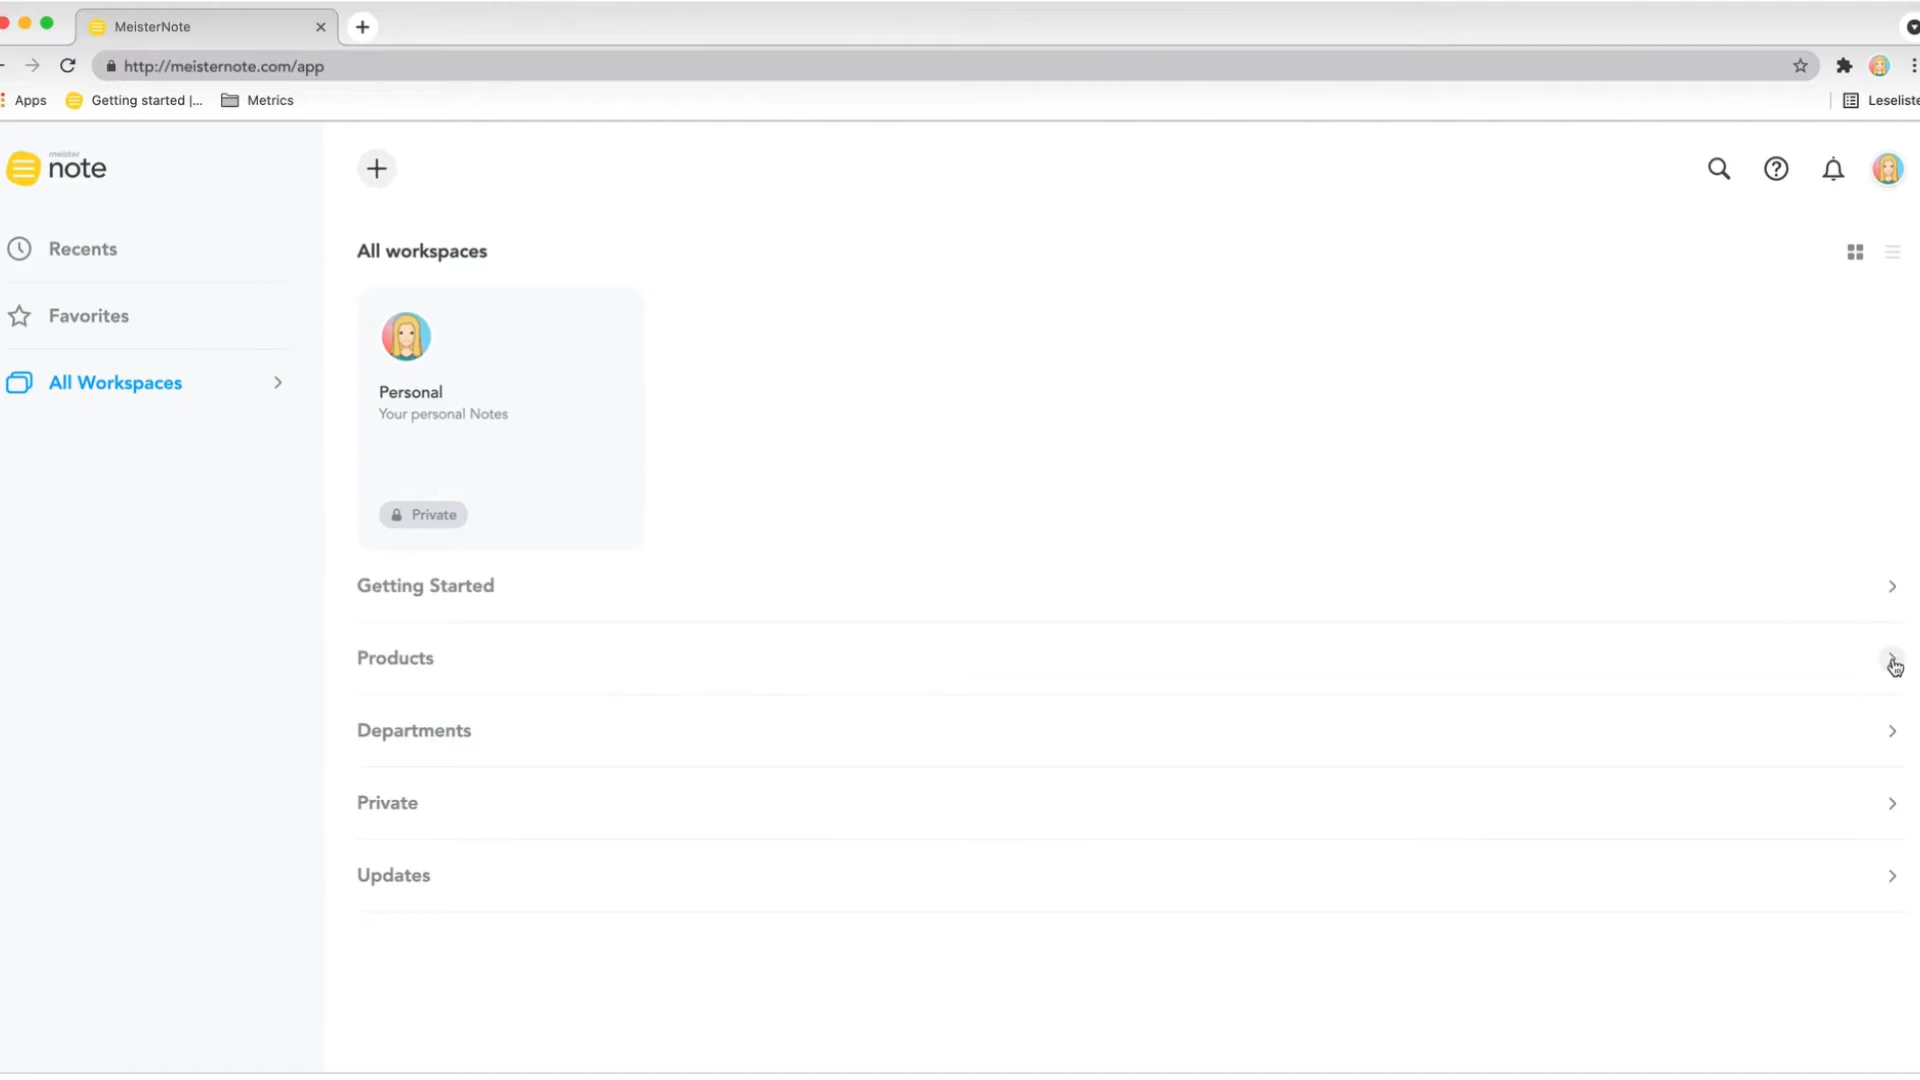 MeisterNote
http://meisternote.com/app
Apps
Getting started |...
Metrics
Leseliste
meister
note
Recents
All workspaces
Favorites
All Workspaces
Personal
Your personal Notes
Private
Getting Started
Products
Departments
Private
Updates